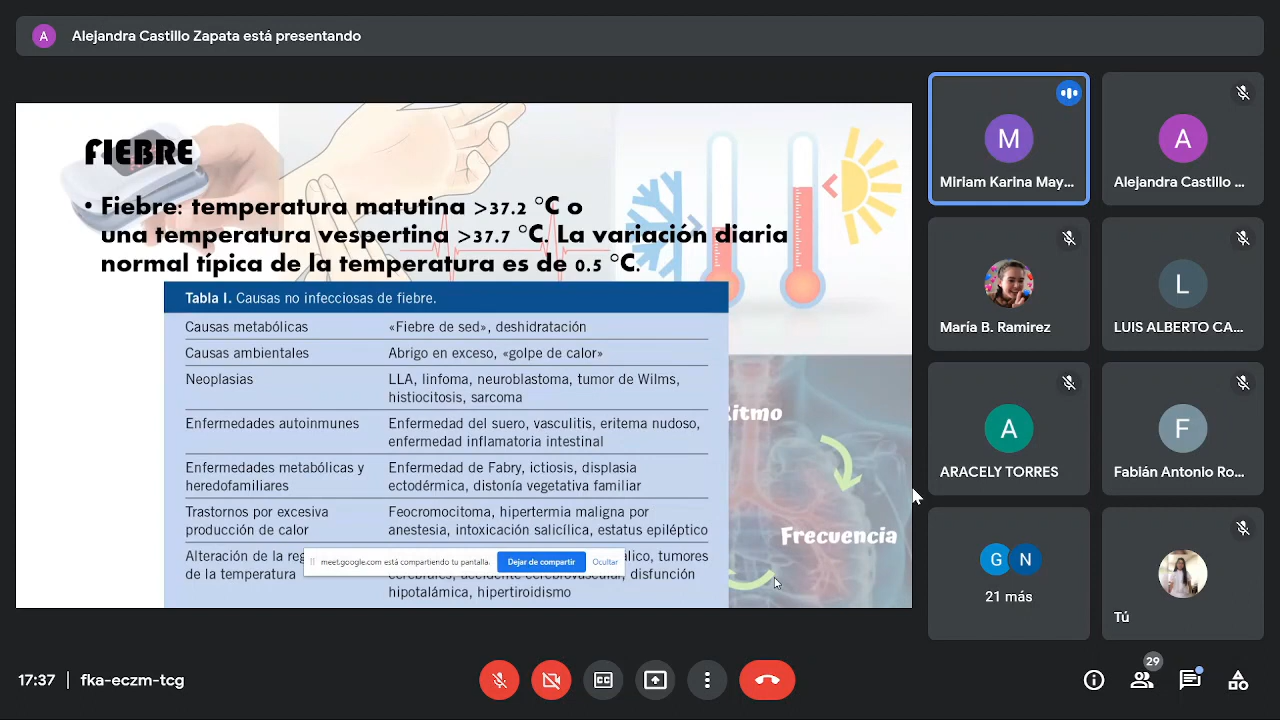 A Alejandra Castillo Zapata está presentando
FIEBRE
• Fiebre: temperatura matutina >37.2 °C o
una temperatura vespertina >37.7 °C. La variación diaria
normal típica de la temperatura es de 0.5 °C.
Tabla I. Causas no infecciosas de fiebre.
Causas metabólicas «Fiebre de sed», deshidratación
Causas ambientales Abrigo en exceso, «golpe de calor»
Neoplasias LLA, linfoma, neuroblastoma, tumor de Wilms,
histiocitosis, sarcoma
Enfermedades autoinmunes Enfermedad del suero, vasculitis, eritema nudoso,
enfermedad inflamatoria intestinal
Enfermedades metabólicas y Enfermedad de Fabry, ictiosis, displasia
heredofamiliares ectodérmica, distonía vegetativa familiar
Trastornos por excesiva Feocromocitoma, hipertermia maligna por
producción de calor anestesia, intoxicación salicílica, estatus epiléptico
Alteración de la reg álico, tumores
de la temperatura cerebrales, accidente cerebrovascular, disfunción
hipotalámica, hipertiroidismo
meet.google.com está compartiendo tu pantalla. Dejar de compartir Ocultar
Ritmo
Frecuencia
M
Miriam Karina May...
A
Alejandra Castillo ...
María B. Ramirez
L
LUIS ALBERTO CA...
A
ARACELY TORRES
F
Fabián Antonio Ro...
G N
21 más
Tú
17:37 | fka-eczm-tcg
29